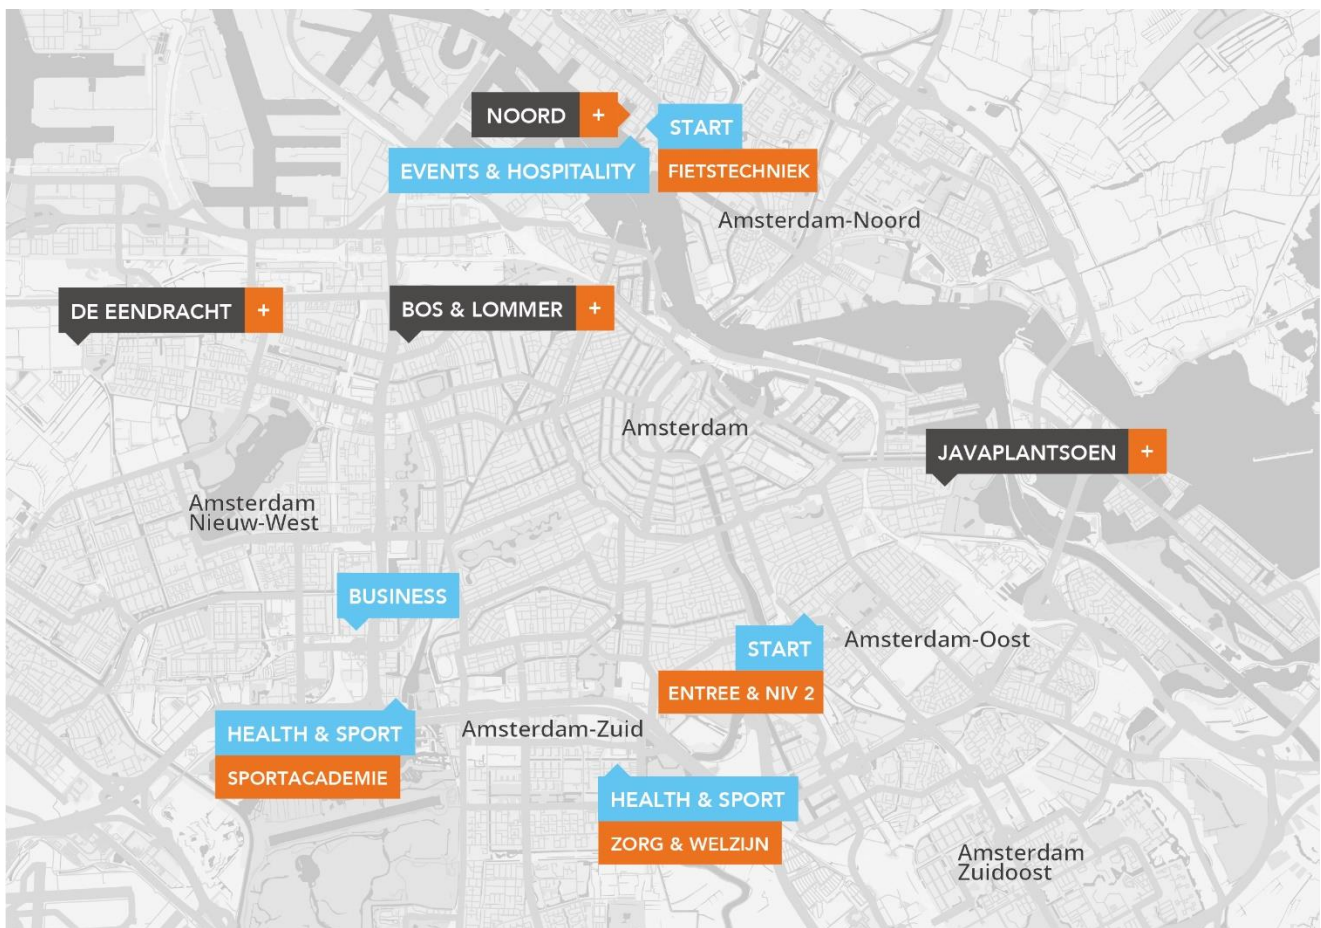 NOORD +
START
EVENTS & HOSPITALITY
FIETSTECHNIEK
Amsterdam-Noord
DE EENDRACHT +
BOS & LOMMER +
Amsterdam
JAVAPLANTSOEN +
Amsterdam
Nieuw-West
BUSINESS
START
ENTREE & NIV 2
Amsterdam-Oost
HEALTH & SPORT
SPORTACADEMIE
Amsterdam-Zuid
HEALTH & SPORT
ZORG & WELZIJN
Amsterdam
Zuidoost